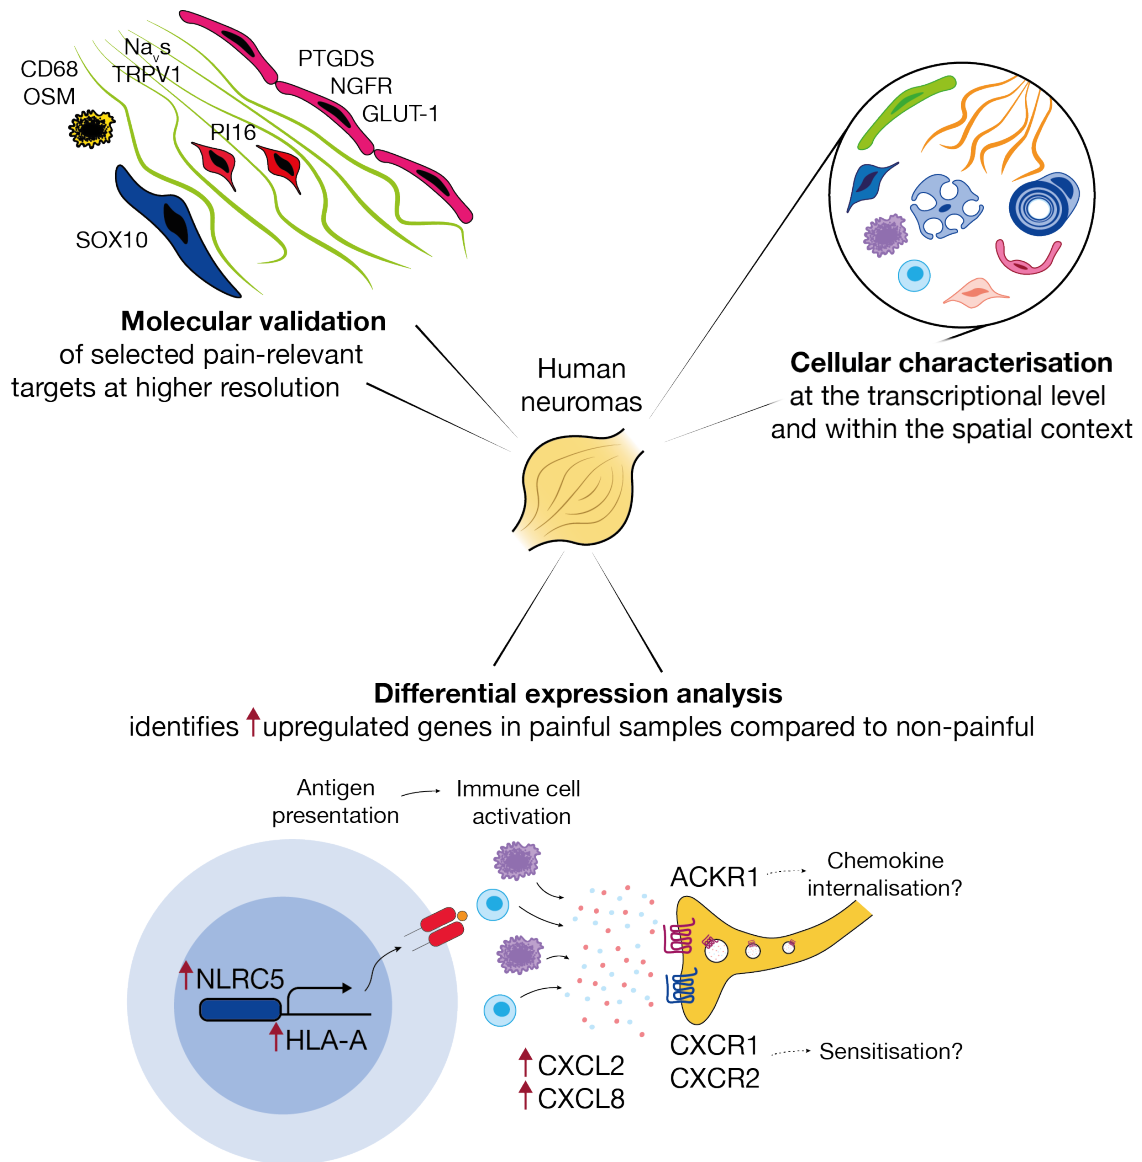 Navs
TRPV1
CD68
OSM
PTGDS
NGFR
GLUT-1
PI16
SOX10
Molecular validation
of selected pain-relevant
targets at higher resolution
Human
neuromas
Cellular characterisation
at the transcriptional level
and within the spatial context
Differential expression analysis
identifies ↑upregulated genes in painful samples compared to non-painful
Antigen
presentation
Immune cell
activation
ACKR1
Chemokine
internalisation?
↑NLRC5
↑HLA-A
↑CXCL2
↑CXCL8
CXCR1
CXCR2
Sensitisation?